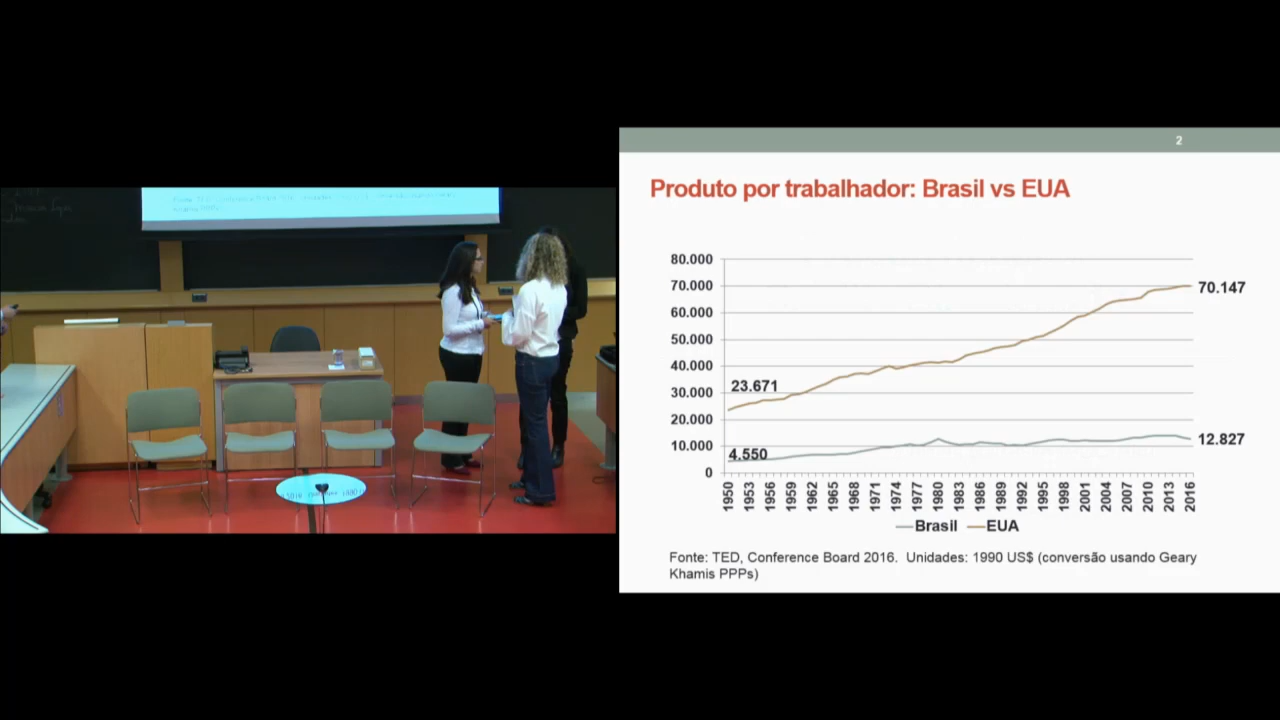 2
Produto por trabalhador: Brasil vs EUA
80.000
70.000
60.000
50.000
40.000
30.000
20.000
10.000
0
70.147
23.671
12.827
4.550
1950 1953 1956 1959 1962 1965 1968 1971 1974 1977 1980 1983 1986 1989 1992 1995 1998 2001 2004 2007 2010 2013 2016
Brasil EUA
Fonte: TED, Conference Board 2016. Unidades: 1990 US$ (conversão usando Geary
Khamis PPPs)